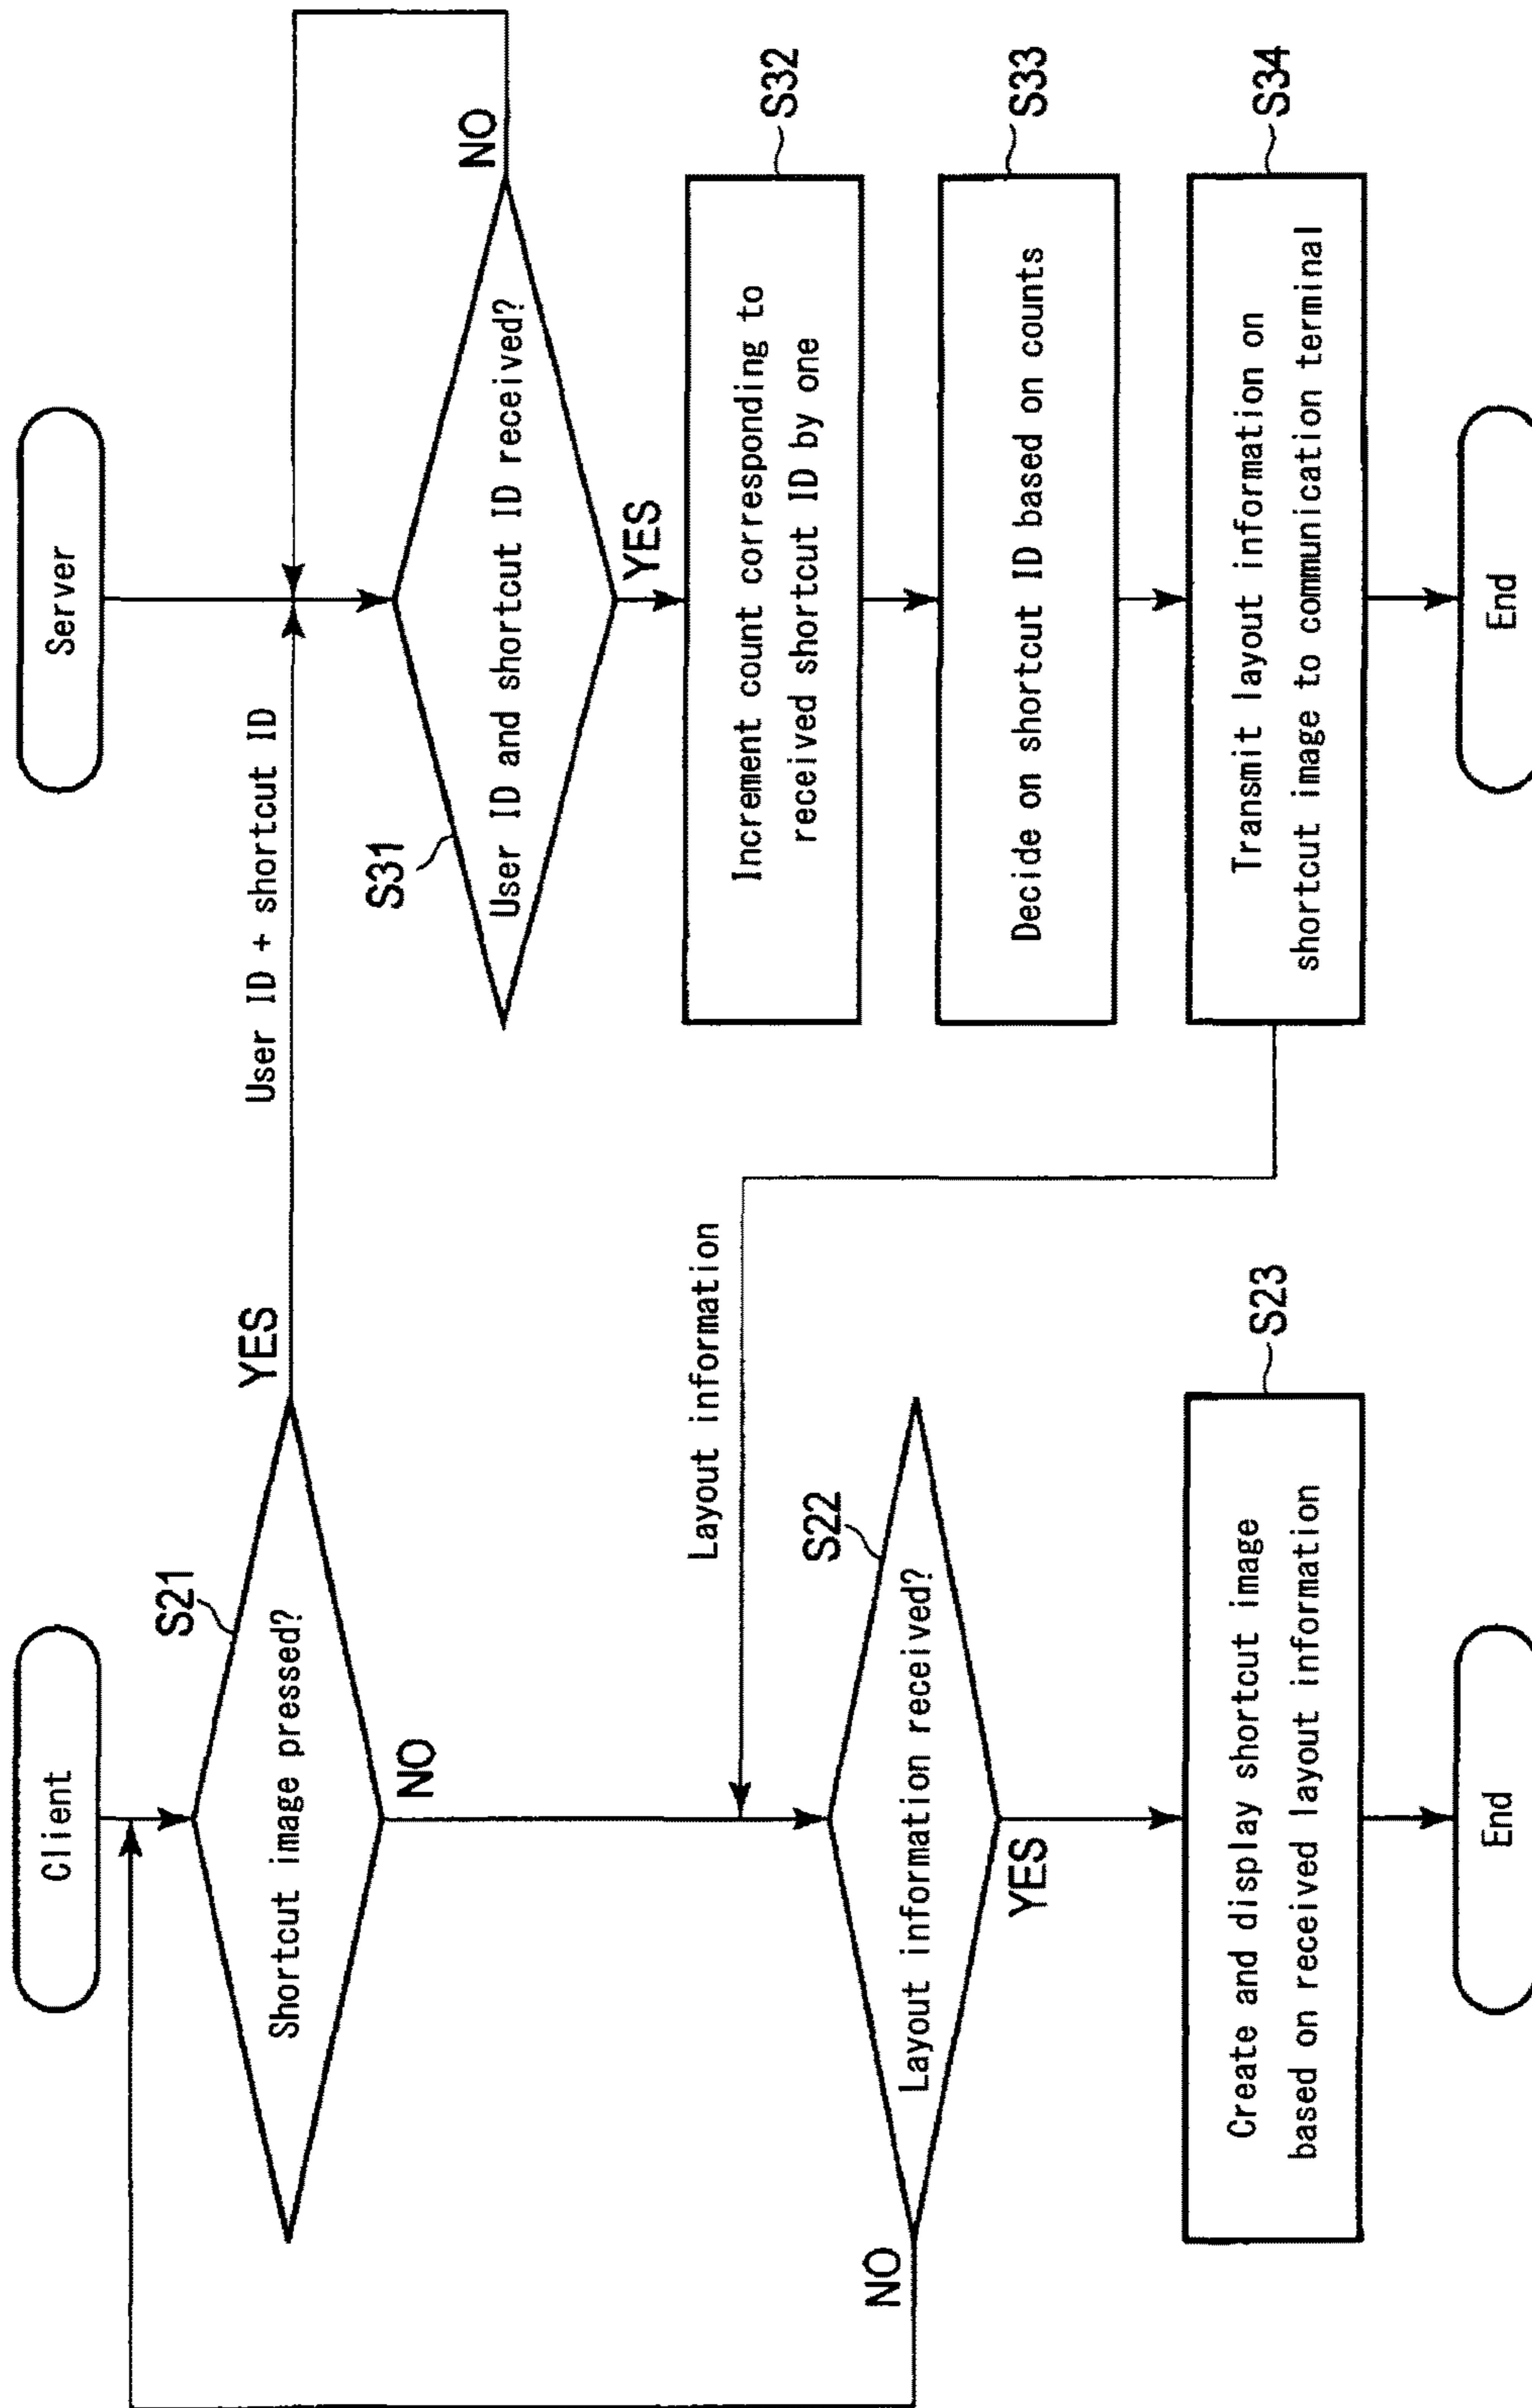 Client
S21
Shortcut image pressed?
YES
NO
User ID + shortcut ID
Layout information
S22
Layout information received?
NO
YES
S23
Create and display shortcut image
based on received layout information
End
Server
S31
User ID and shortcut ID received?
NO
YES
S32
Increment count corresponding to
received shortcut ID by one
S33
Decide on shortcut ID based on counts
S34
Transmit layout information on
shortcut image to communication terminal
End